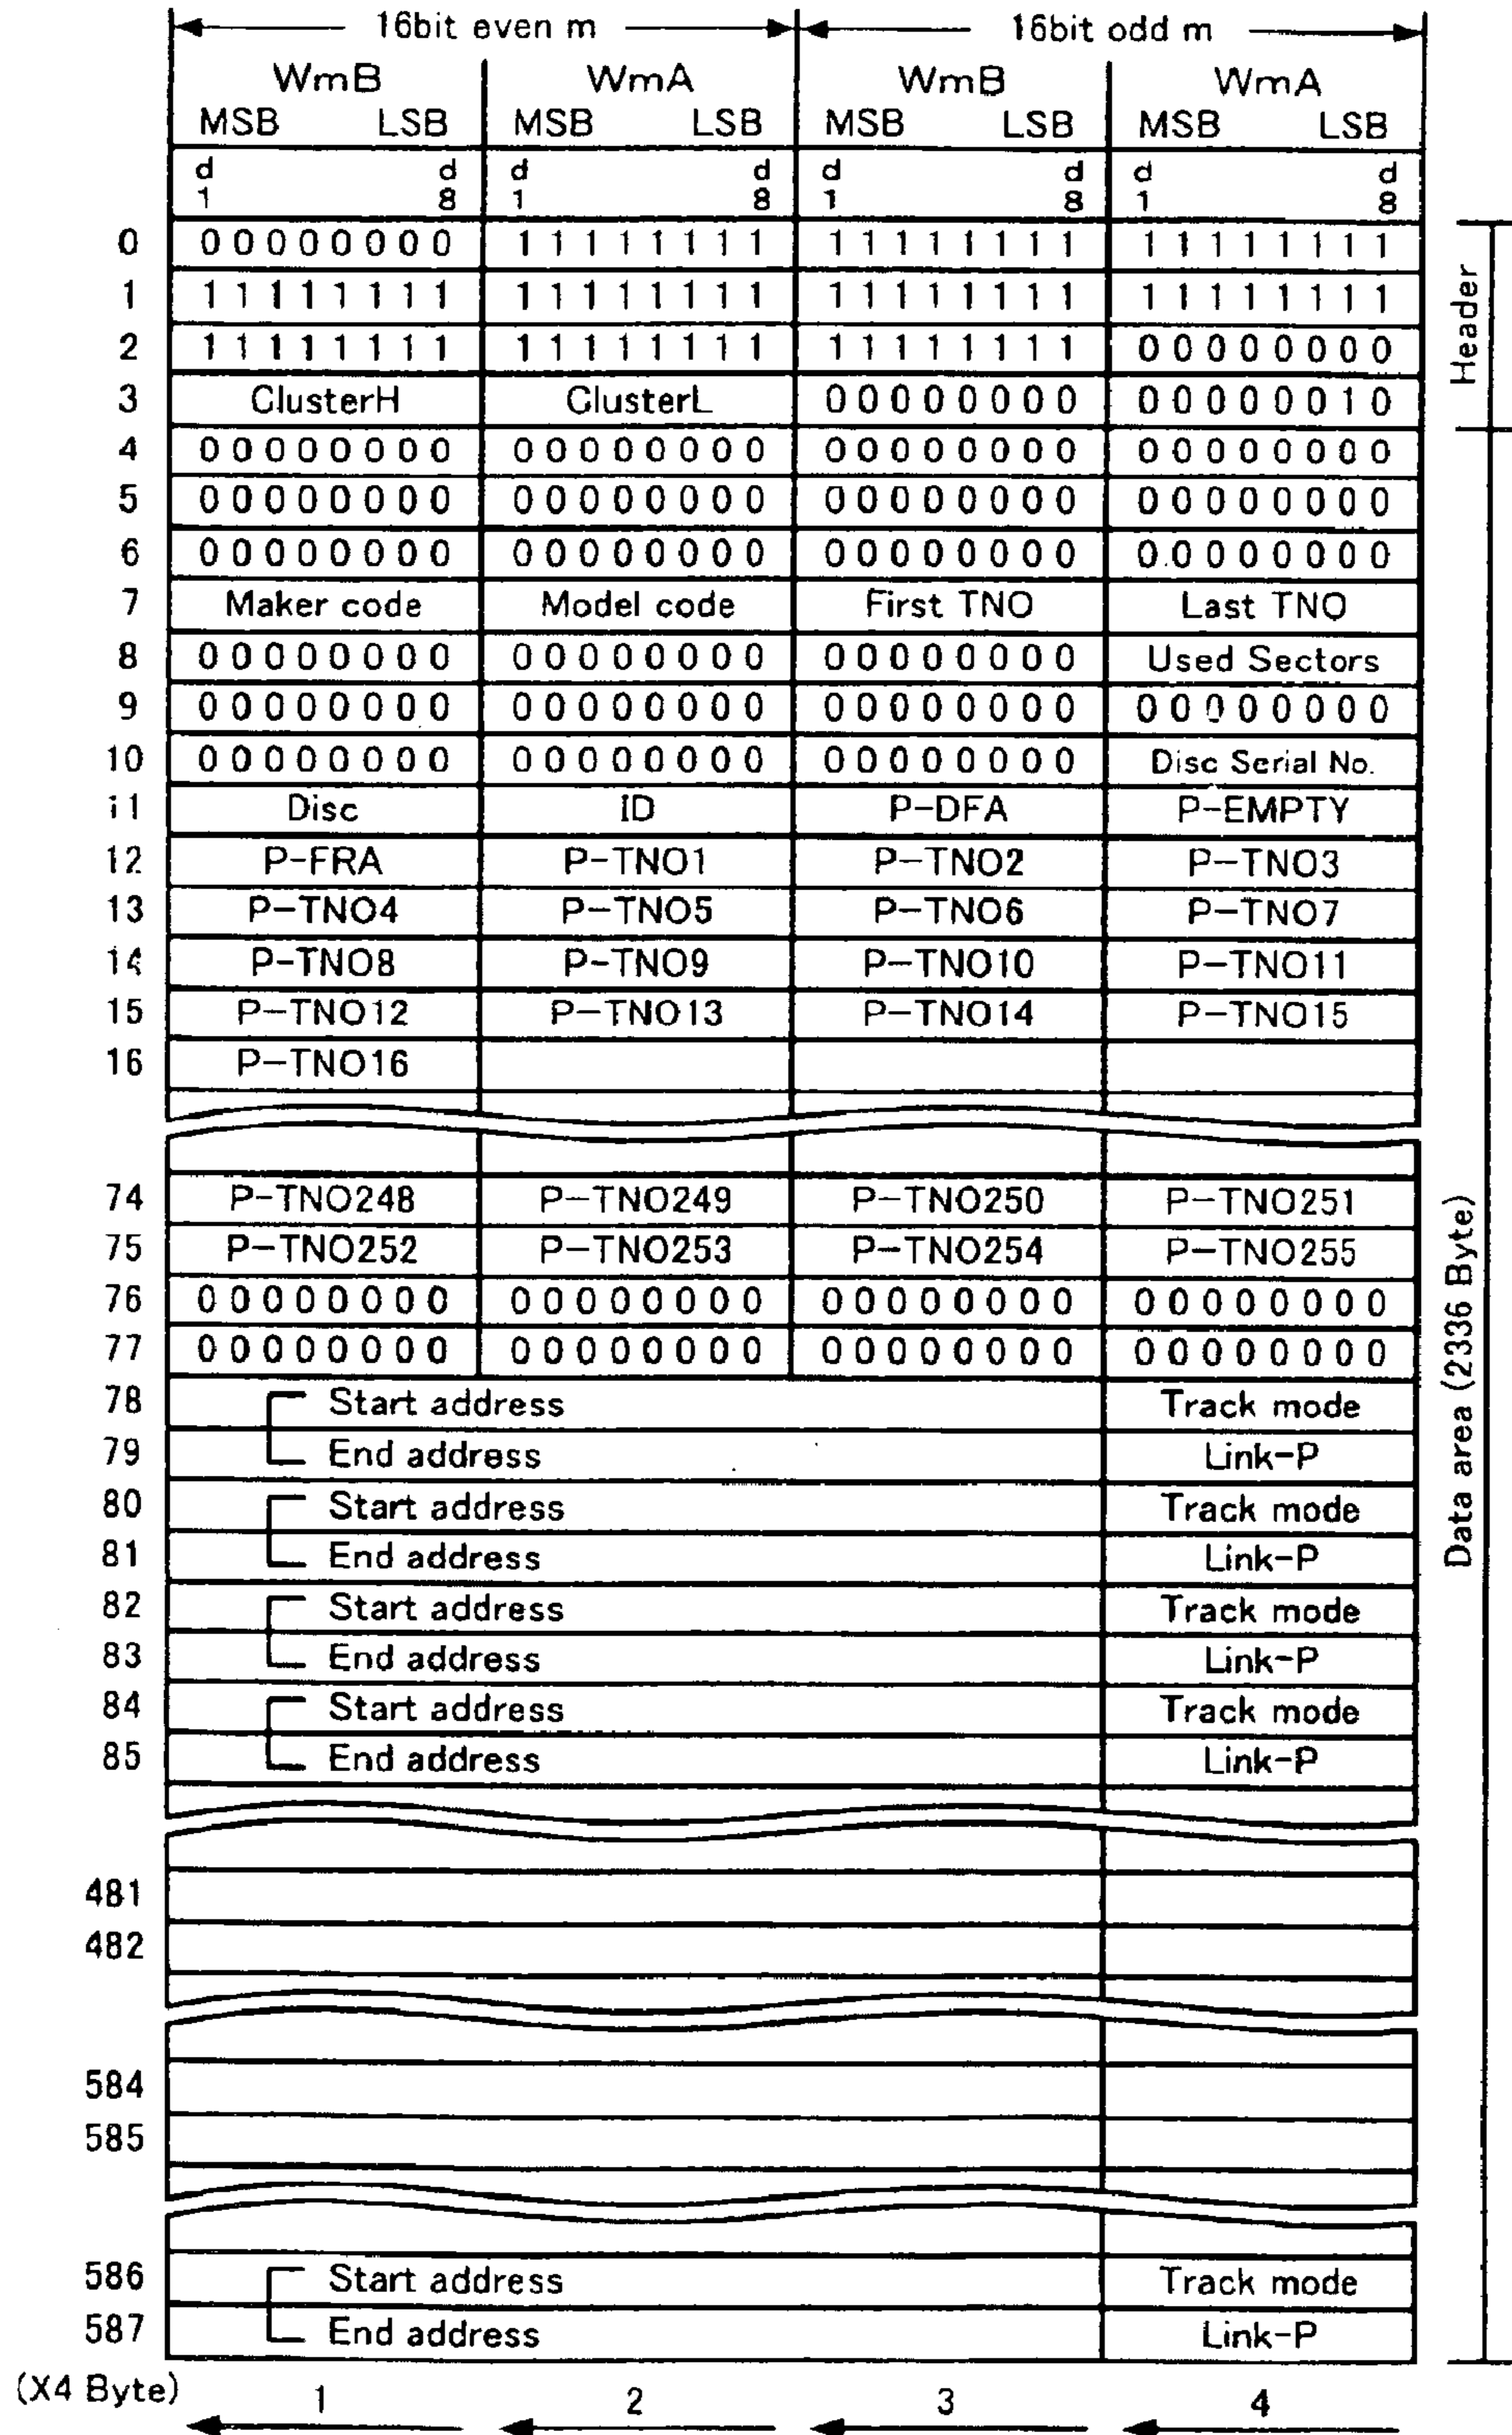 16bit even m 16bit odd m
WmB WmA WmB WmA
MSB LSB MSB LSB MSB LSB MSB LSB
d d d d d d d d
1 8 1 8 1 8 1 8
0 00000000 11111111 11111111 11111111
1 11111111 11111111 11111111 11111111
2 11111111 11111111 11111111 00000000
3 ClusterH ClusterL 00000000 00000010
4 00000000 00000000 00000000 00000000
5 00000000 00000000 00000000 00000000
6 00000000 00000000 00000000 00000000
7 Maker code Model code First TNO Last TNO
8 00000000 00000000 00000000 Used Sectors
9 00000000 00000000 00000000 00000000
10 00000000 00000000 00000000 Disc Serial No.
11 Disc ID P-DFA P-EMPTY
12 P-FRA P-TNO1 P-TNO2 P-TNO3
13 P-TNO4 P-TNO5 P-TNO6 P-TNO7
14 P-TNO8 P-TNO9 P-TNO10 P-TNO11
15 P-TNO12 P-TNO13 P-TNO14 P-TNO15
16 P-TNO16
74 P-TNO248 P-TNO249 P-TNO250 P-TNO251
75 P-TNO252 P-TNO253 P-TNO254 P-TNO255
76 00000000 00000000 00000000 00000000
77 00000000 00000000 00000000 00000000
78 Start address Track mode
79 End address Link-P
80 Start address Track mode
81 End address Link-P
82 Start address Track mode
83 End address Link-P
84 Start address Track mode
85 End address Link-P
481
482
584
585
586 Start address Track mode
587 End address Link-P
(X4 Byte) 1 2 3 4
Header
Data area (2336 Byte)